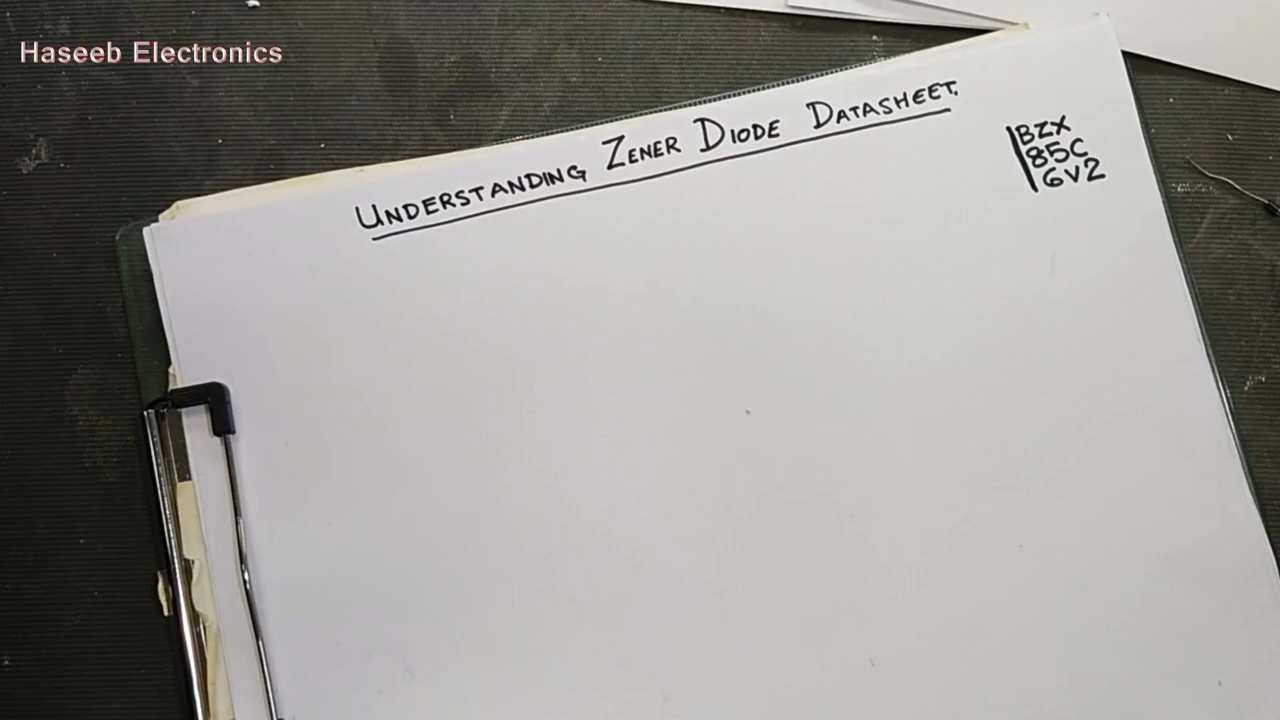 Haseeb Electronics
UNDERSTANDING ZENER DIODE DATASHEET.
BZX
85C
6V2